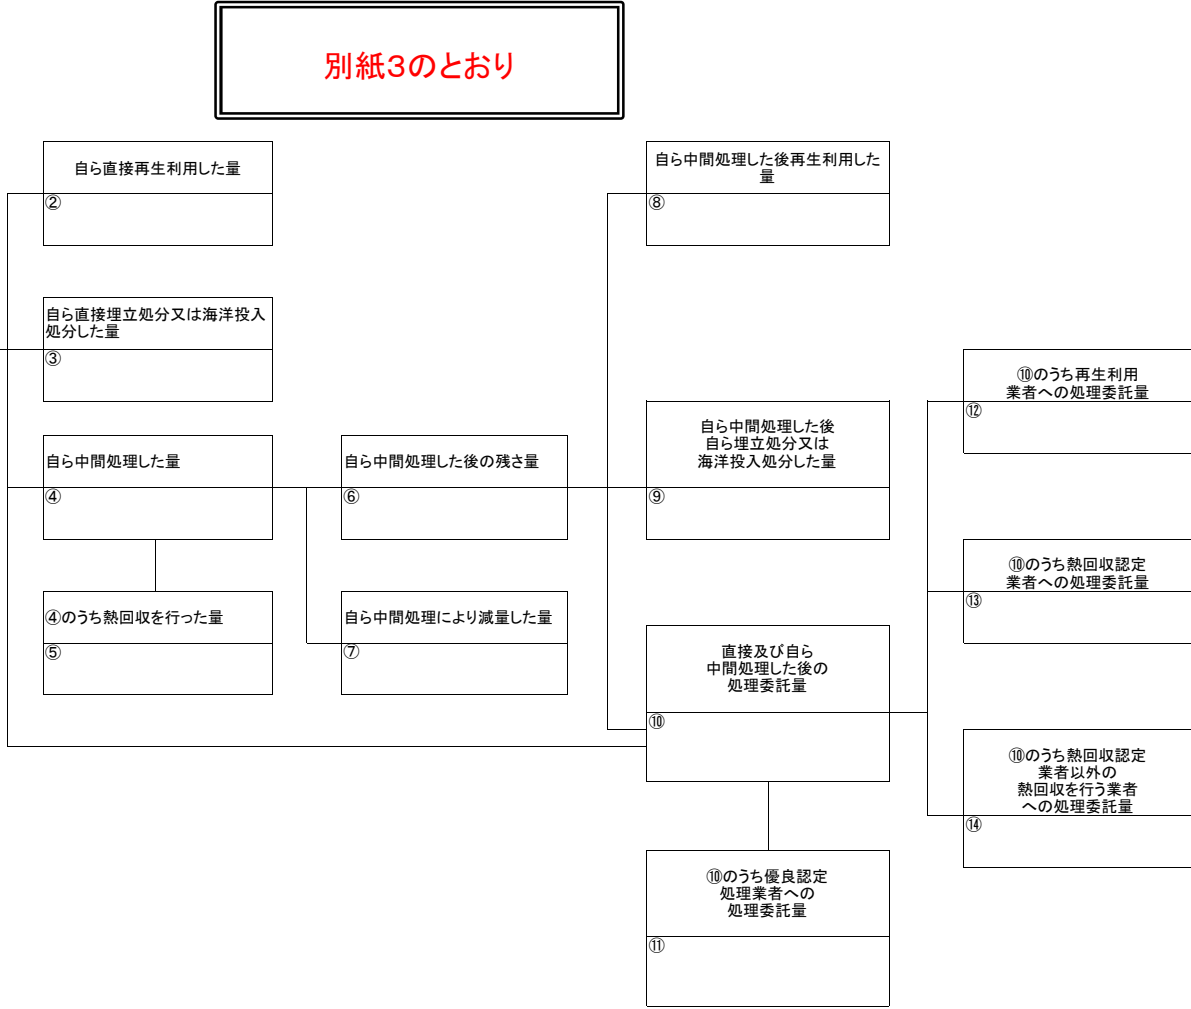 別紙３のとおり
自ら直接再生利用した量
②
自ら中間処理した後再生利用した
量
⑧
自ら直接埋立処分又は海洋投入
処分した量
③
⑩のうち再生利用
業者への処理委託量
⑫
自ら中間処理した量
④
自ら中間処理した後の残さ量
⑥
自ら中間処理した後
自ら埋立処分又は
海洋投入処分した量
⑨
⑩のうち熱回収認定
業者への処理委託量
⑬
④のうち熱回収を行った量
⑤
自ら中間処理により減量した量
⑦
直接及び自ら
中間処理した後の
処理委託量
⑩
⑩のうち熱回収認定
業者以外の
熱回収を行う業者
への処理委託量
⑭
⑩のうち優良認定
処理業者への
処理委託量
⑪